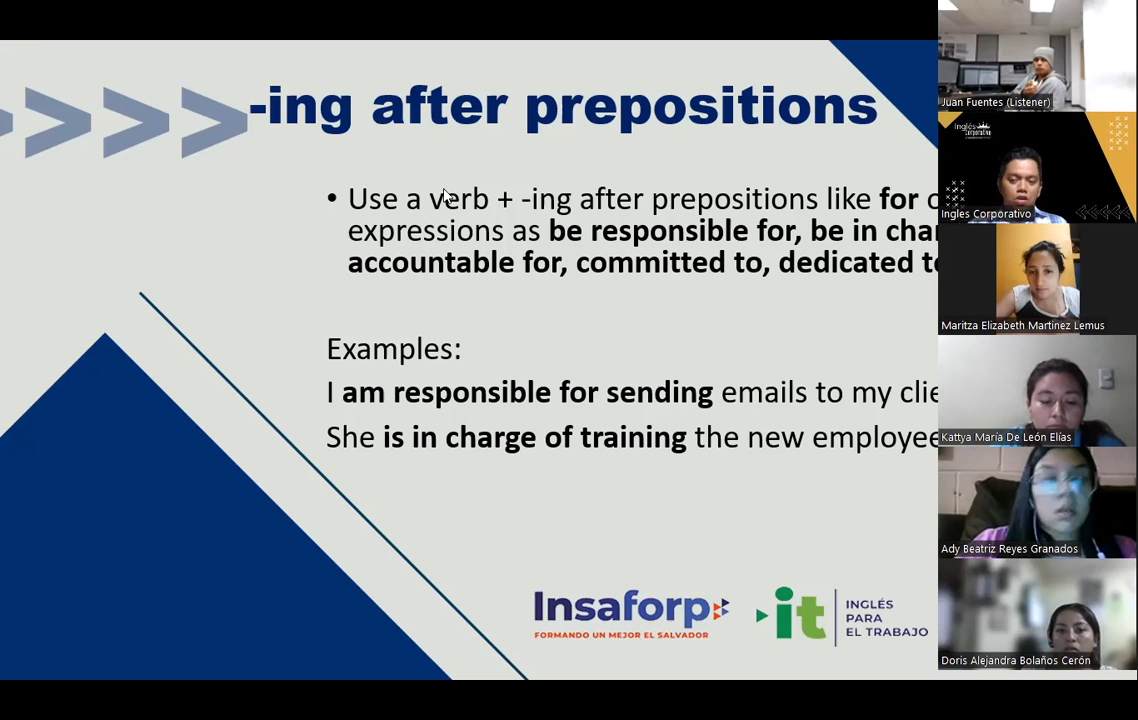 -ing after prepositions
• Use a verb + -ing after prepositions like for
expressions as be responsible for, be in
accountable for, committed to, dedicated
Examples:
I am responsible for sending emails to my
She is in charge of training the new
Insaforp
FORMANDO UN MEJOR EL SALVADOR
it
INGLÉS
PARA
EL TRABAJO
Juan Fuentes (Listener)
Inglés
Corporativo
Ingles Corporativo
Maritza Elizabeth Martinez Lemus
Kattya María De León Elías
Ady Beatriz Reyes Granados
Doris Alejandra Bolaños Cerón